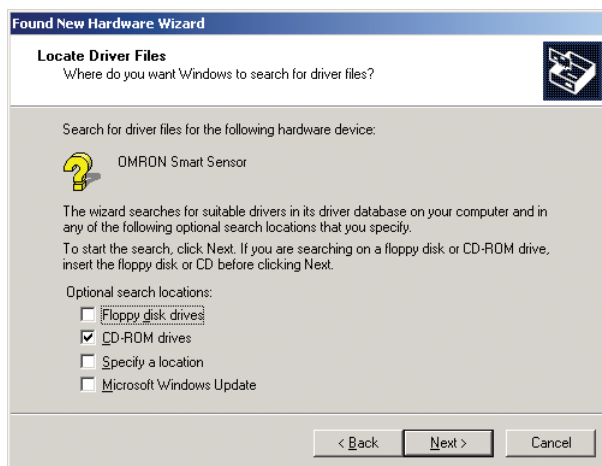 Found New Hardware Wizard
Locate Driver Files
Where do you want Windows to search for driver files?
Search for driver files for the following hardware device:
OMRON Smart Sensor
The wizard searches for suitable drivers in its driver database on your computer and in
any of the following optional search locations that you specify.
To start the search, click Next. If you are searching on a floppy disk or CD-ROM drive,
insert the floppy disk or CD before clicking Next.
Optional search locations:
Floppy disk drives
CD-ROM drives
Specify a location
Microsoft Windows Update
< Back Next > Cancel